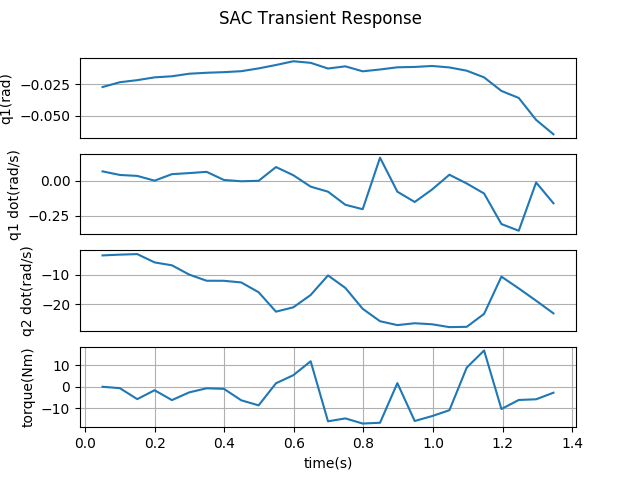 SAC Transient Response
q1(rad)
−0.025
−0.050
q1 dot(rad/s)
0.00
−0.25
q2 dot(rad/s)
−10
−20
torque(Nm)
10
0
−10
0.0 0.2 0.4 0.6 0.8 1.0 1.2 1.4
time(s)